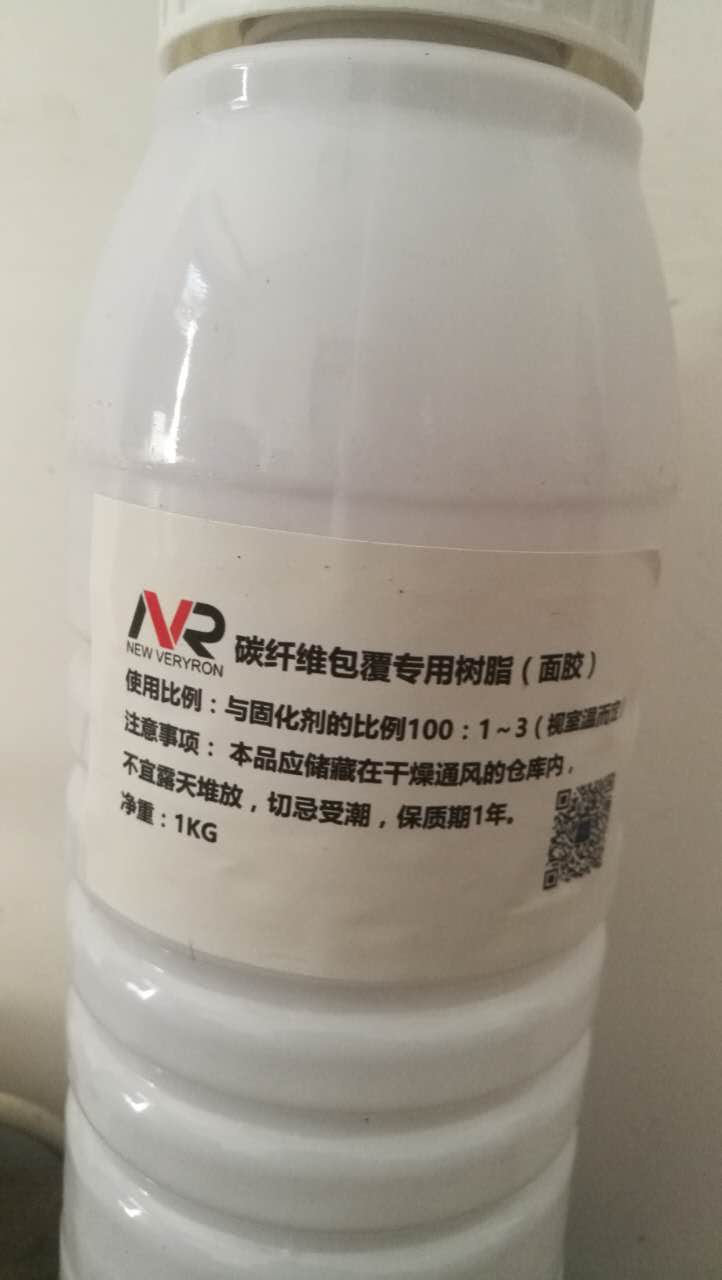 NVR
NEW VERYRON
碳纤维包覆专用树脂（面胶）
使用比例：与固化剂的比例100：1~3（视室温而定
注意事项： 本品应储藏在干燥通风的仓库内，
不宜露天堆放，切忌受潮，保质期1年。
净重：1KG